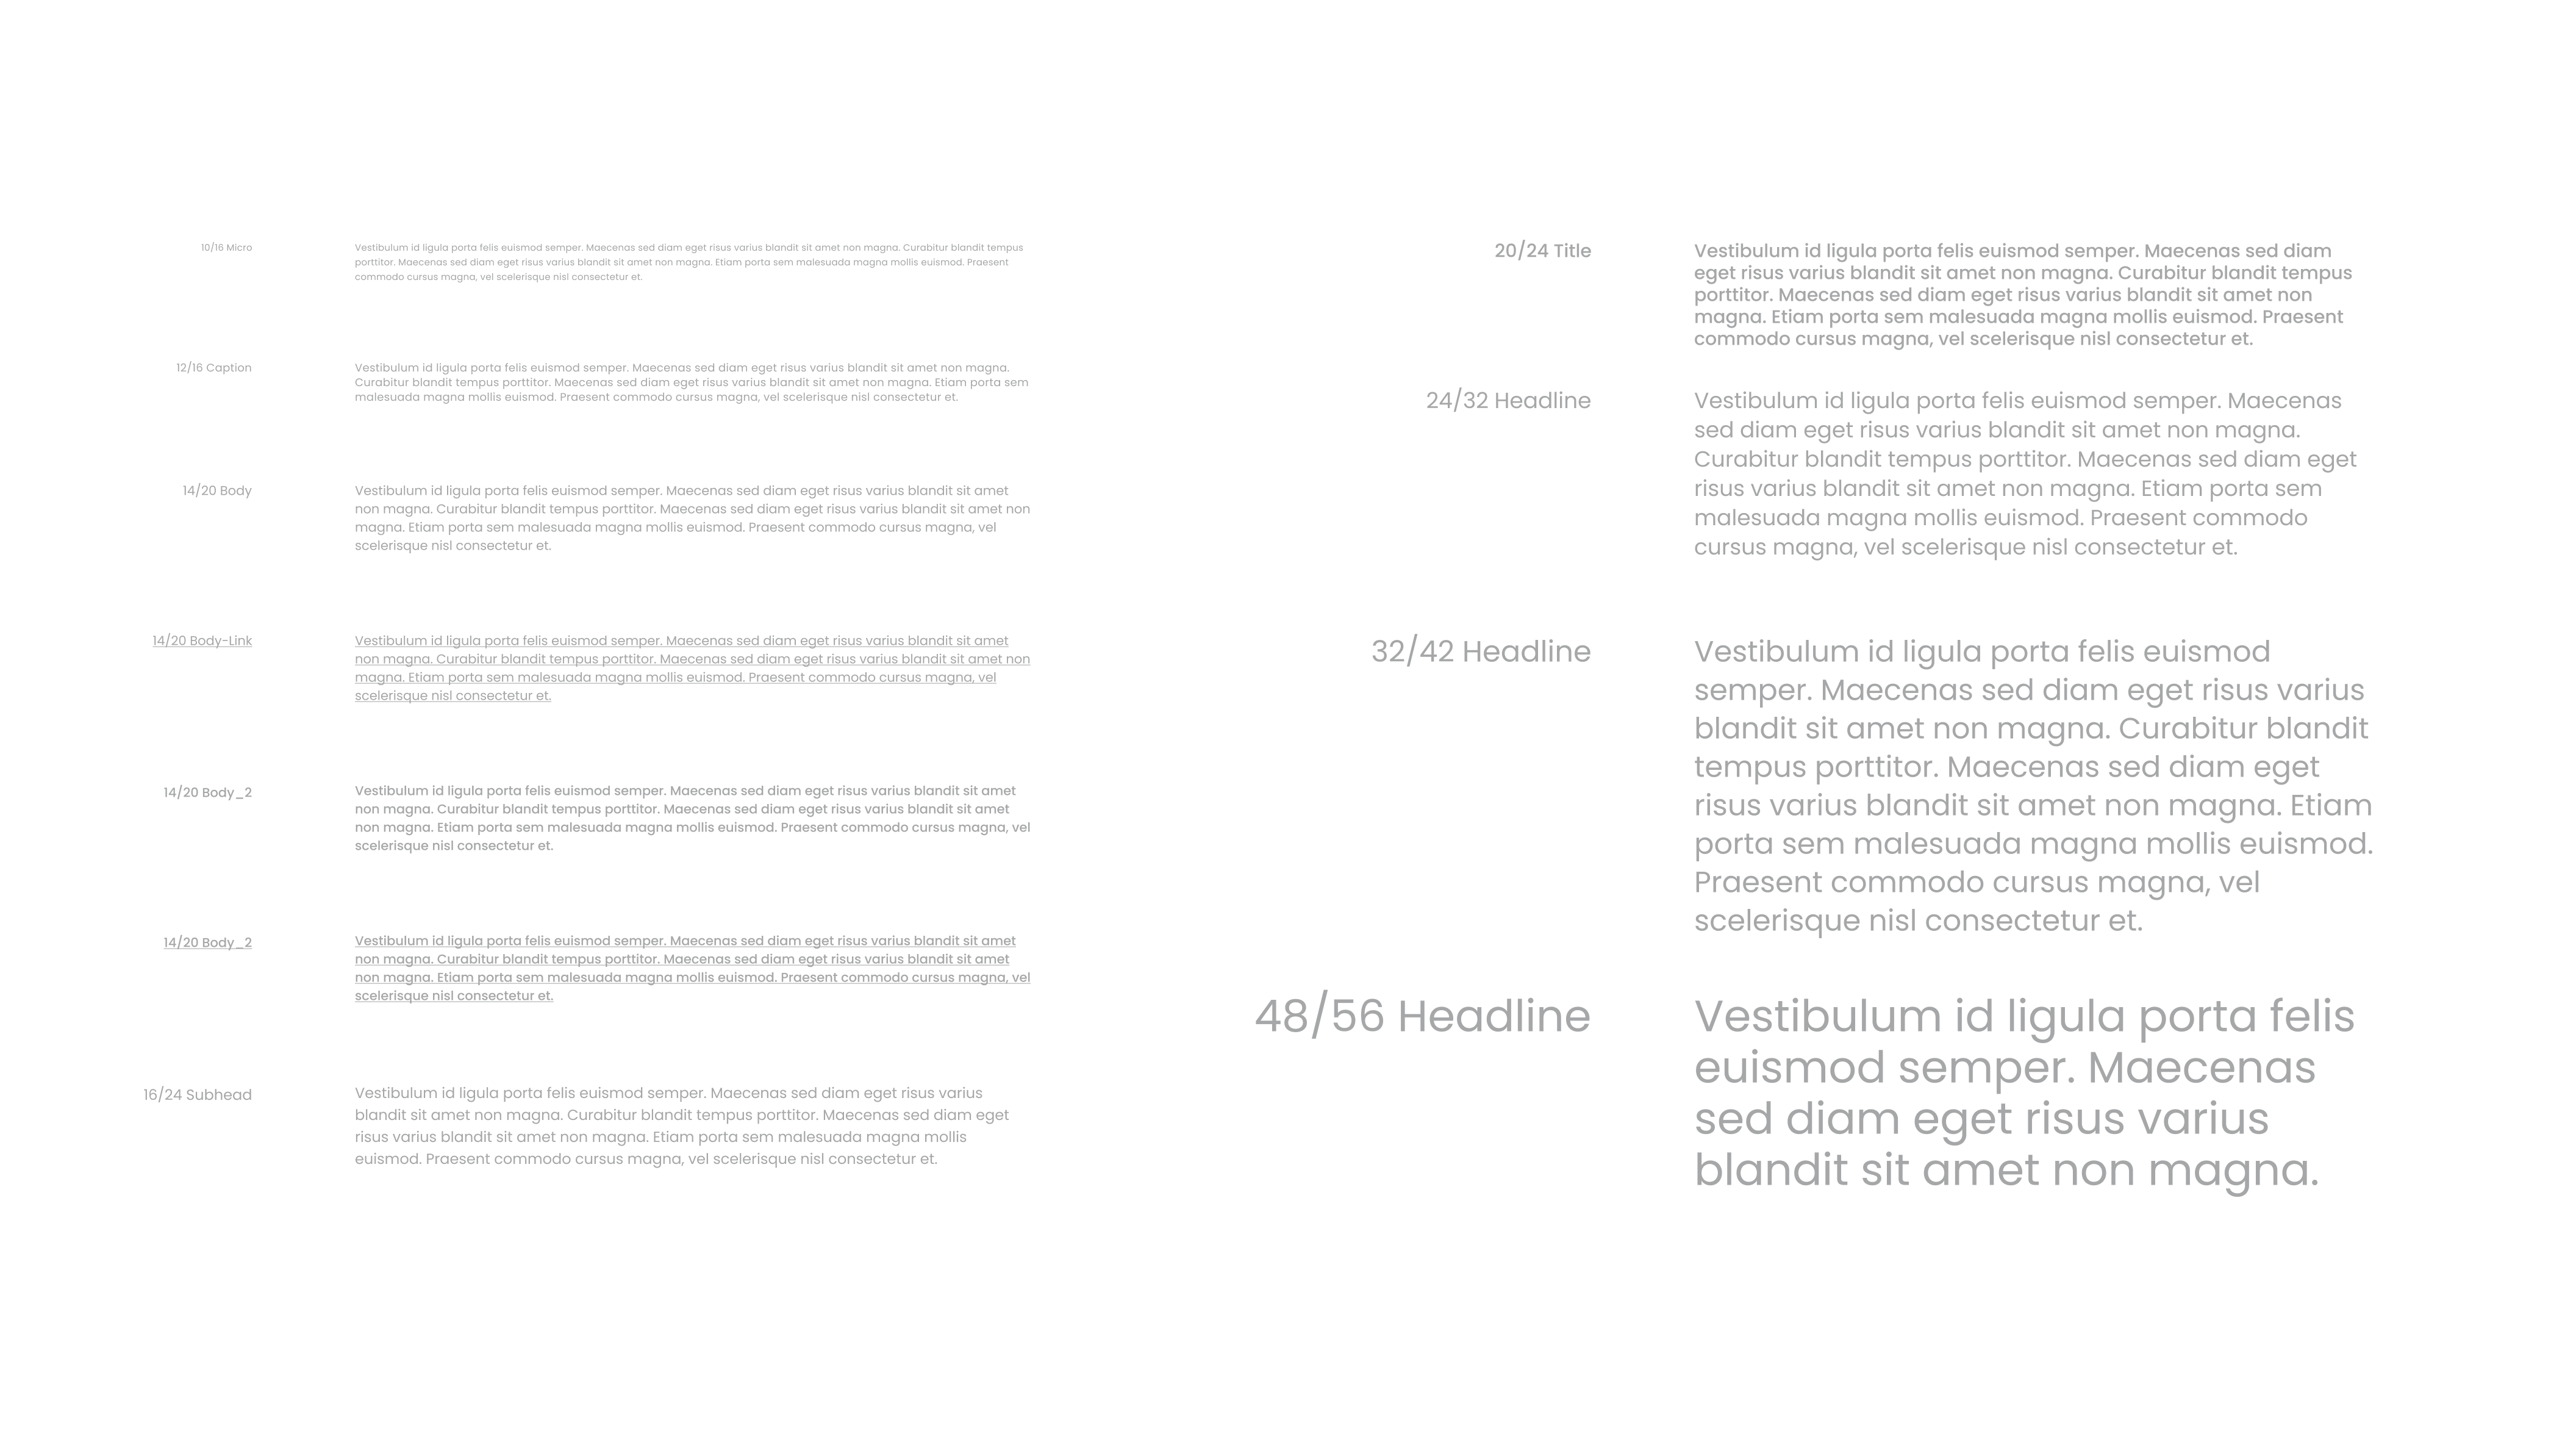 10/16 Micro
Vestibulum id ligula porta felis euismod semper. Maecenas sed diam eget risus varius blandit sit amet non magna. Curabitur blandit tempus
porttitor. Maecenas sed diam eget risus varius blandit sit amet non magna. Etiam porta sem malesuada magna mollis euismod. Praesent
commodo cursus magna, vel scelerisque nisl consectetur et.
12/16 Caption
Vestibulum id ligula porta felis euismod semper. Maecenas sed diam eget risus varius blandit sit amet non magna.
Curabitur blandit tempus porttitor. Maecenas sed diam eget risus varius blandit sit amet non magna. Etiam porta sem
malesuada magna mollis euismod. Praesent commodo cursus magna, vel scelerisque nisl consectetur et.
14/20 Body
Vestibulum id ligula porta felis euismod semper. Maecenas sed diam eget risus varius blandit sit amet
non magna. Curabitur blandit tempus porttitor. Maecenas sed diam eget risus varius blandit sit amet non
magna. Etiam porta sem malesuada magna mollis euismod. Praesent commodo cursus magna, vel
scelerisque nisl consectetur et.
14/20 Body-Link
Vestibulum id ligula porta felis euismod semper. Maecenas sed diam eget risus varius blandit sit amet
non magna. Curabitur blandit tempus porttitor. Maecenas sed diam eget risus varius blandit sit amet non
magna. Etiam porta sem malesuada magna mollis euismod. Praesent commodo cursus magna, vel
scelerisque nisl consectetur et.
14/20 Body_2
Vestibulum id ligula porta felis euismod semper. Maecenas sed diam eget risus varius blandit sit amet
non magna. Curabitur blandit tempus porttitor. Maecenas sed diam eget risus varius blandit sit amet
non magna. Etiam porta sem malesuada magna mollis euismod. Praesent commodo cursus magna, vel
scelerisque nisl consectetur et.
14/20 Body_2
Vestibulum id ligula porta felis euismod semper. Maecenas sed diam eget risus varius blandit sit amet
non magna. Curabitur blandit tempus porttitor. Maecenas sed diam eget risus varius blandit sit amet
non magna. Etiam porta sem malesuada magna mollis euismod. Praesent commodo cursus magna, vel
scelerisque nisl consectetur et.
16/24 Subhead
Vestibulum id ligula porta felis euismod semper. Maecenas sed diam eget risus varius
blandit sit amet non magna. Curabitur blandit tempus porttitor. Maecenas sed diam eget
risus varius blandit sit amet non magna. Etiam porta sem malesuada magna mollis
euismod. Praesent commodo cursus magna, vel scelerisque nisl consectetur et.
20/24 Title
Vestibulum id ligula porta felis euismod semper. Maecenas sed diam
eget risus varius blandit sit amet non magna. Curabitur blandit tempus
porttitor. Maecenas sed diam eget risus varius blandit sit amet non
magna. Etiam porta sem malesuada magna mollis euismod. Praesent
commodo cursus magna, vel scelerisque nisl consectetur et.
24/32 Headline
Vestibulum id ligula porta felis euismod semper. Maecenas
sed diam eget risus varius blandit sit amet non magna.
Curabitur blandit tempus porttitor. Maecenas sed diam eget
risus varius blandit sit amet non magna. Etiam porta sem
malesuada magna mollis euismod. Praesent commodo
cursus magna, vel scelerisque nisl consectetur et.
32/42 Headline
Vestibulum id ligula porta felis euismod
semper. Maecenas sed diam eget risus varius
blandit sit amet non magna. Curabitur blandit
tempus porttitor. Maecenas sed diam eget
risus varius blandit sit amet non magna. Etiam
porta sem malesuada magna mollis euismod.
Praesent commodo cursus magna, vel
scelerisque nisl consectetur et.
48/56 Headline
Vestibulum id ligula porta felis
euismod semper. Maecenas
sed diam eget risus varius
blandit sit amet non magna.